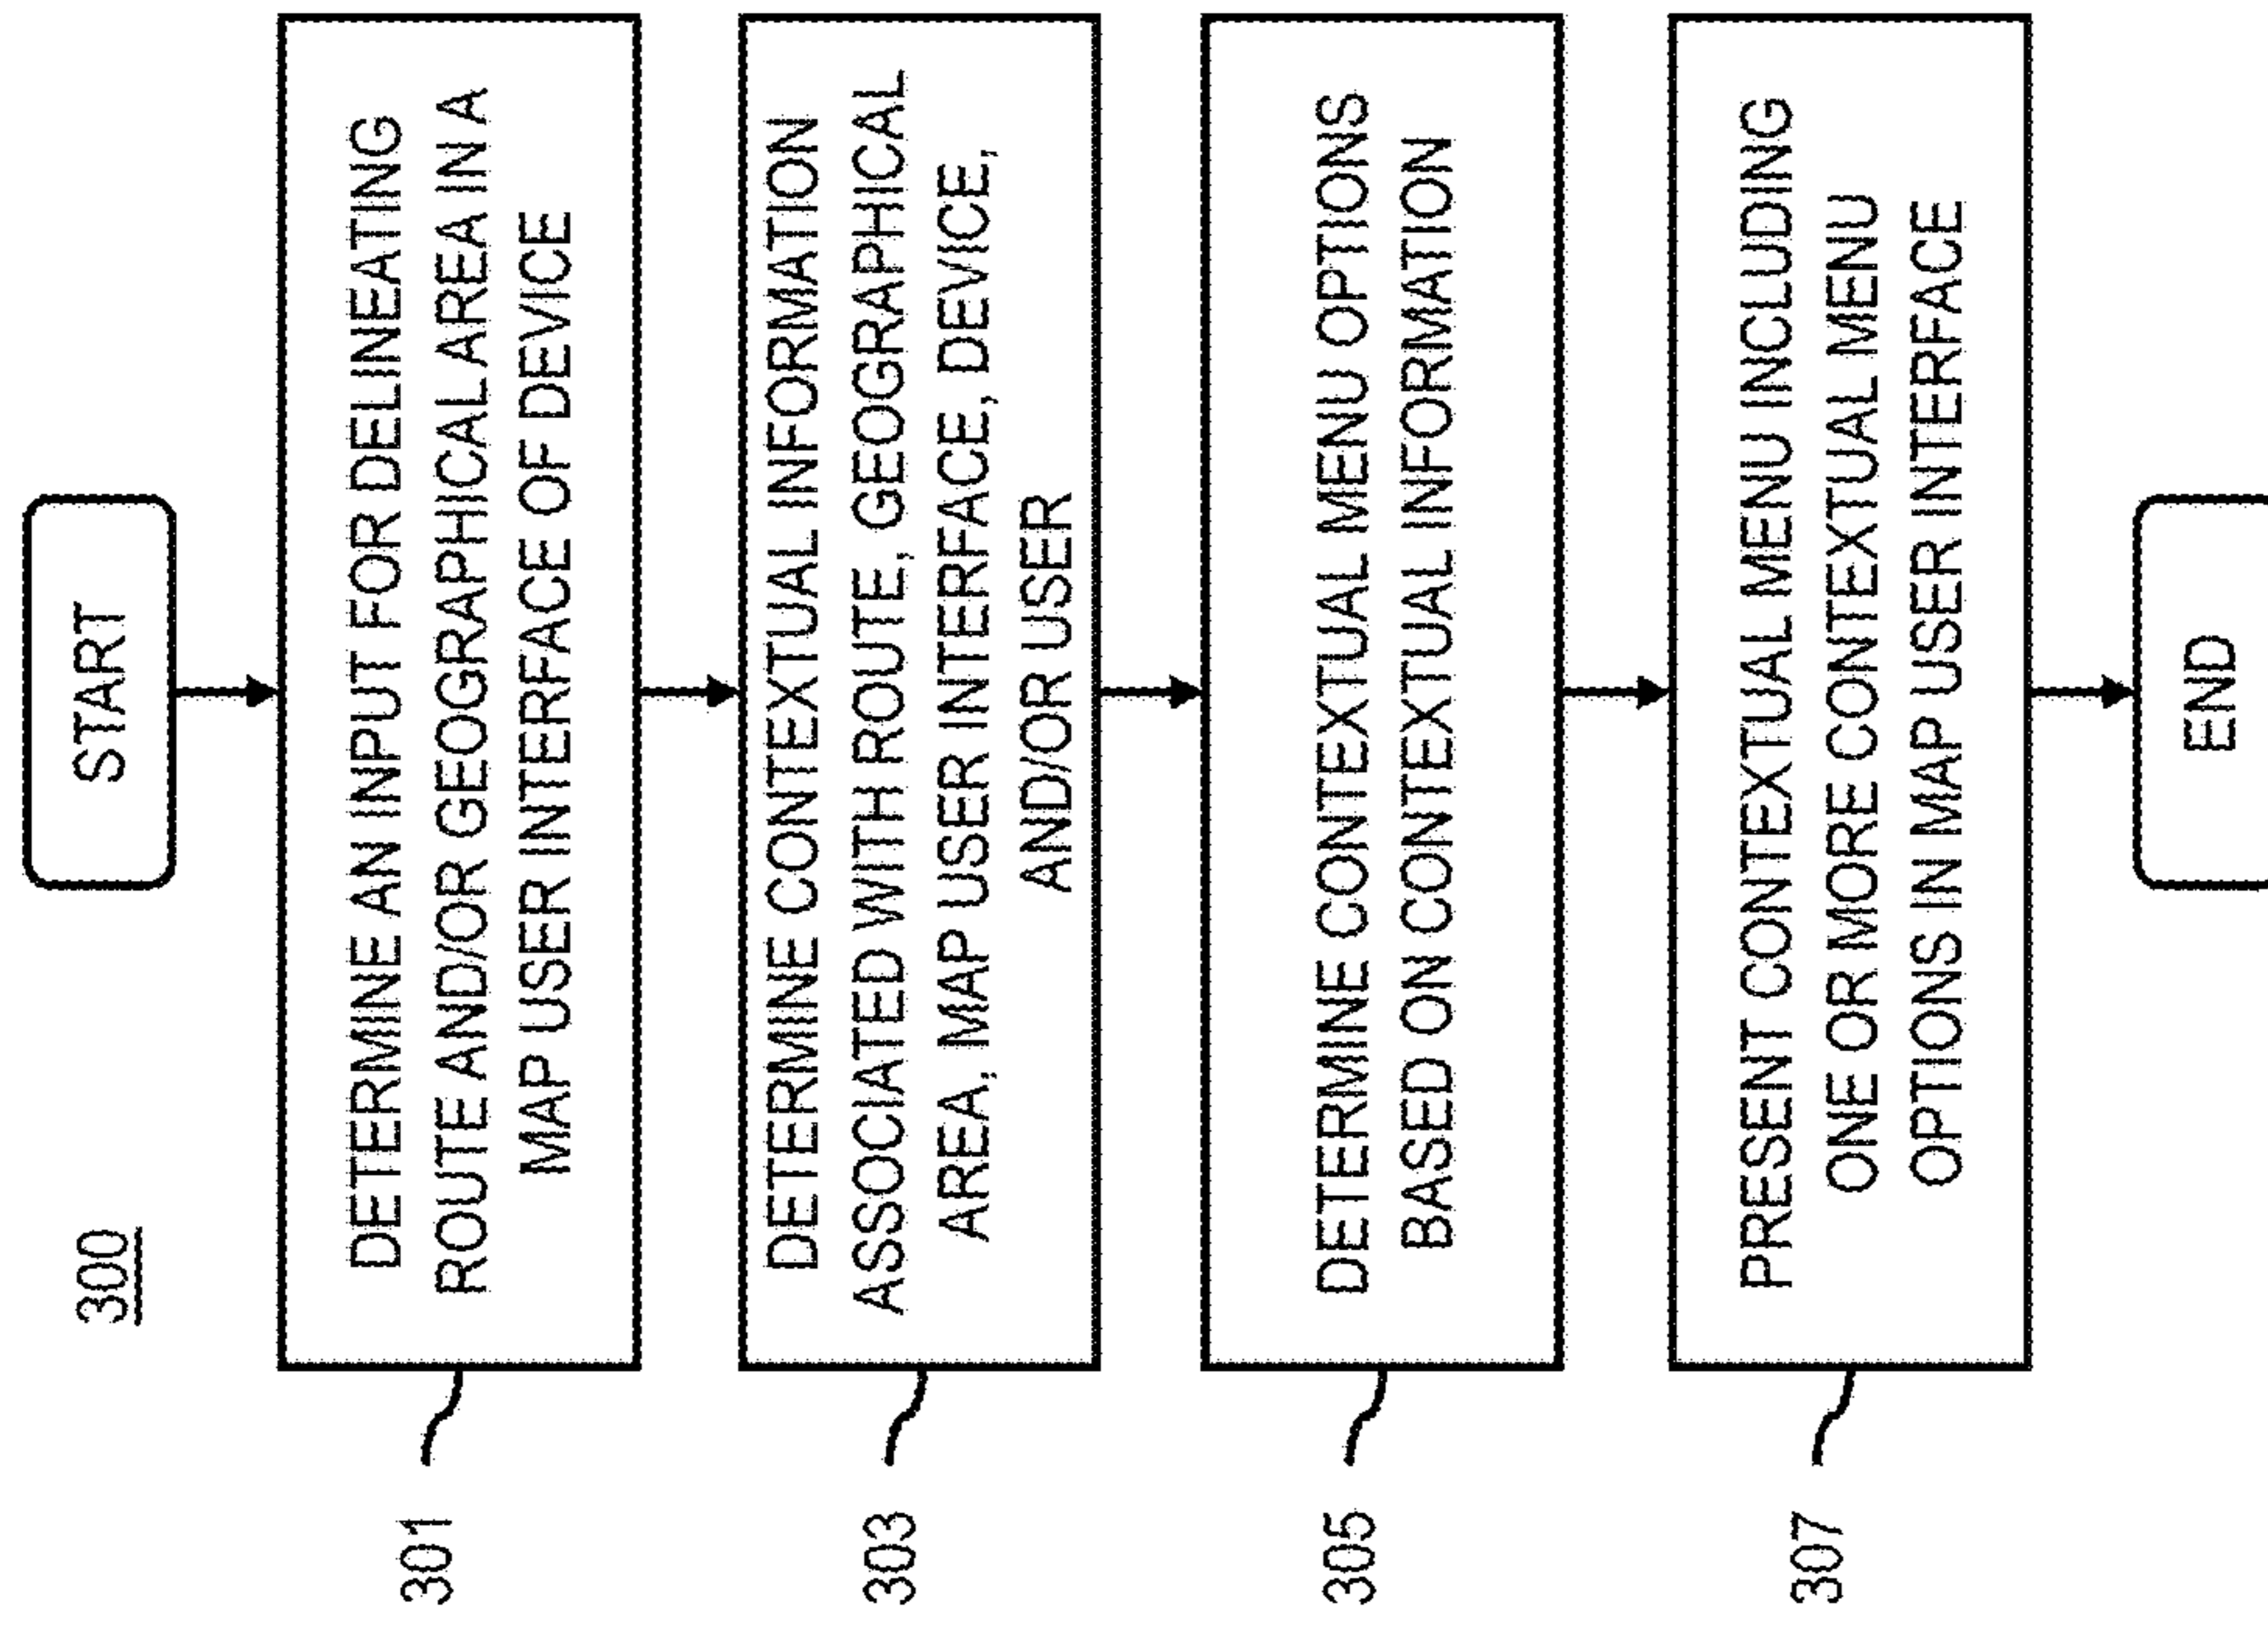 300
START
DETERMINE AN INPUT FOR DELINEATING
ROUTE AND/OR GEOGRAPHICAL AREA IN A
MAP USER INTERFACE OF DEVICE
301
DETERMINE CONTEXTUAL INFORMATION
ASSOCIATED WITH ROUTE, GEOGRAPHICAL
AREA, MAP USER INTERFACE, DEVICE,
AND/OR USER
303
DETERMINE CONTEXTUAL MENU OPTIONS
BASED ON CONTEXTUAL INFORMATION
305
PRESENT CONTEXTUAL MENU INCLUDING
ONE OR MORE CONTEXTUAL MENU
OPTIONS IN MAP USER INTERFACE
307
END